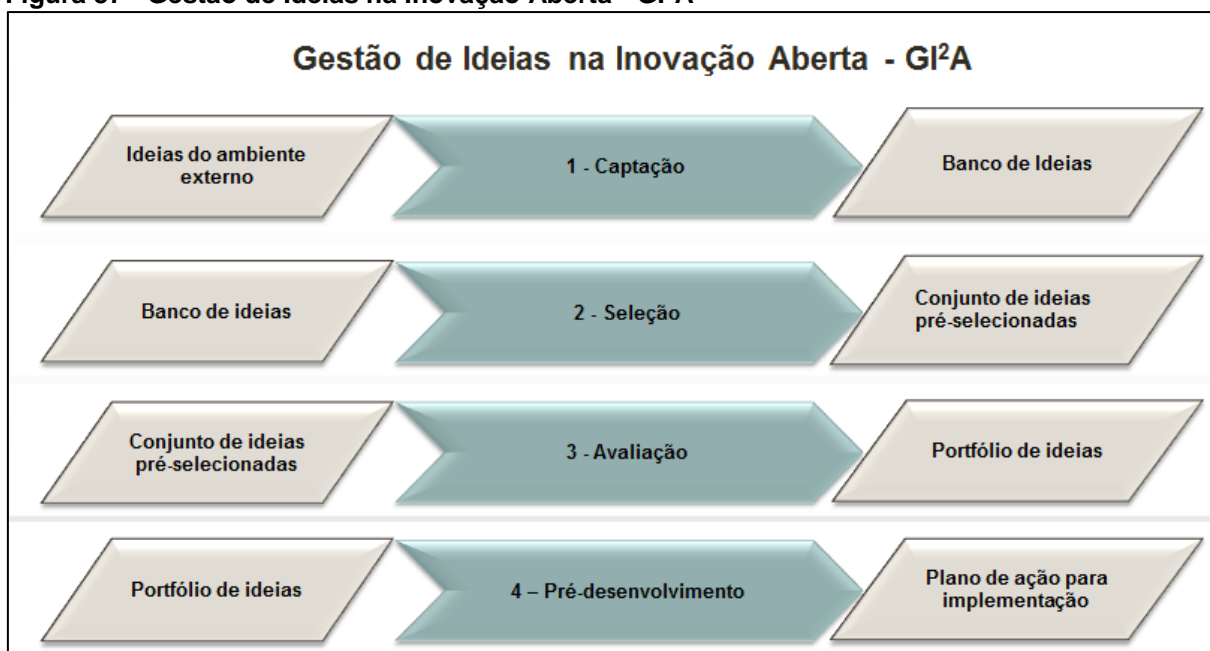 Gestão de Ideias na Inovação Aberta - GI²A
Ideias do ambiente
externo
1 - Captação
Banco de Ideias
Banco de ideias
2 - Seleção
Conjunto de ideias
pré-selecionadas
Conjunto de ideias
pré-selecionadas
3 - Avaliação
Portfólio de ideias
Portfólio de ideias
4 – Pré-desenvolvimento
Plano de ação para
implementação